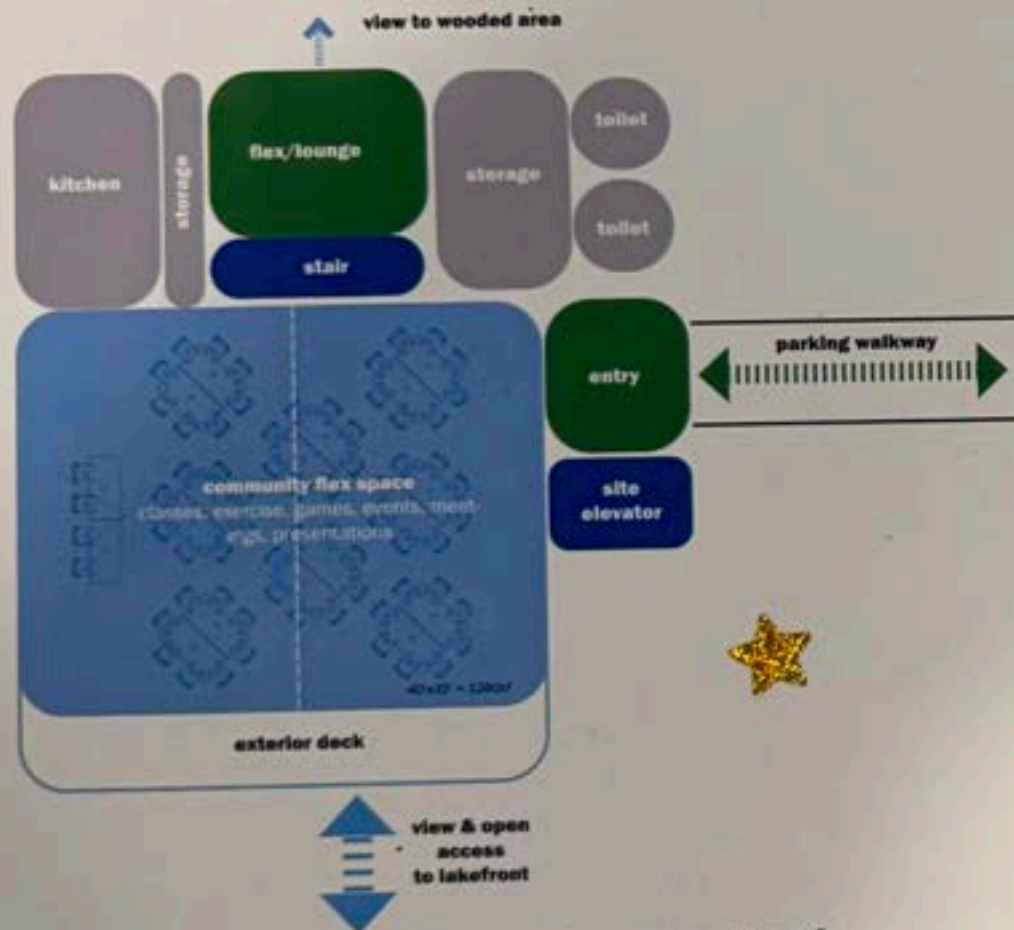 view to wooded area
kitchen
storage
flex/lounge
storage
toilet
toilet
stair
entry
parking walkway
community flex space
classes, exercise, games, events, meet-
ings, presentations
site
elevator
exterior deck
view & open
access
to lakefront